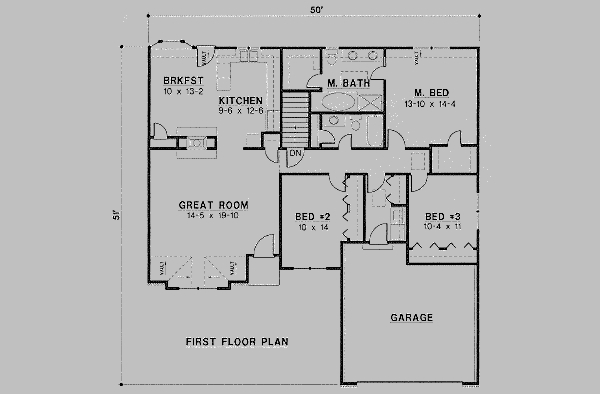 50'
VAULT
VAULT
BRKFST
10 x 13-2
KITCHEN
9-6 x 12-6
M. BATH
M. BED
13-10 x 14-4
DN
51'
GREAT ROOM
14-5 x 19-10
BED #2
10 x 14
BED #3
10-4 x 11
VAULT
VAULT
GARAGE
FIRST FLOOR PLAN